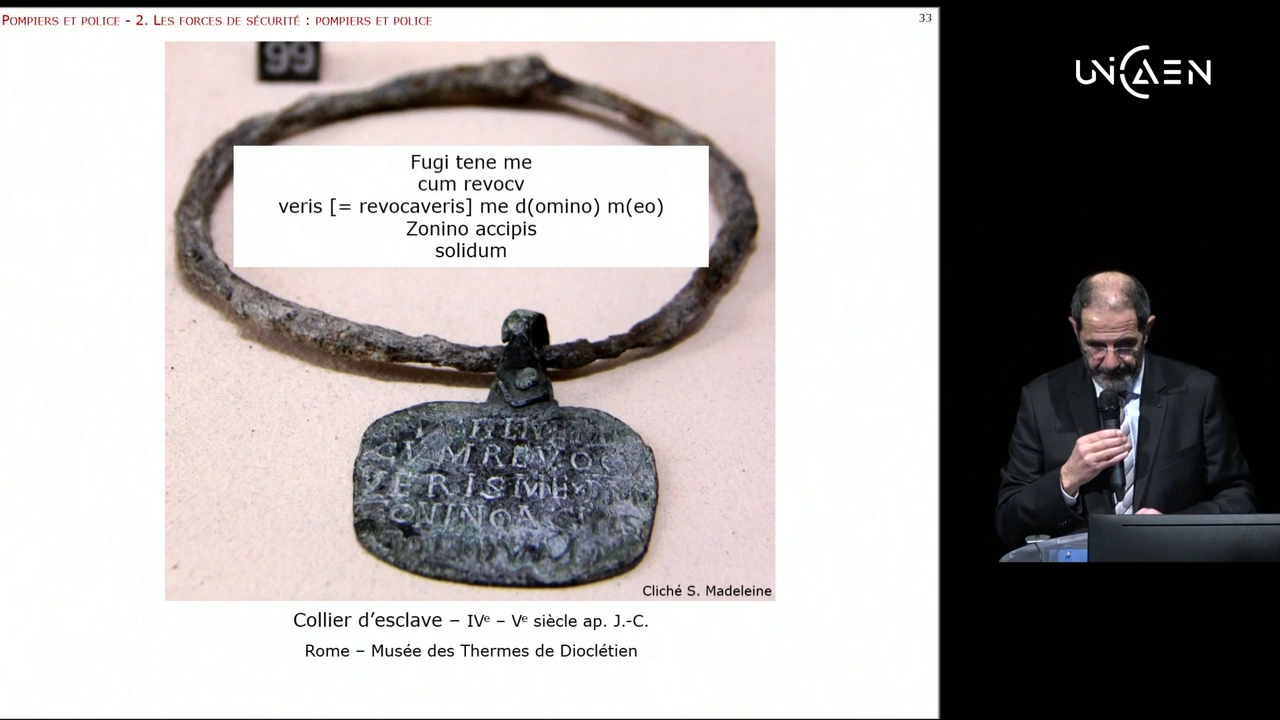 Pompiers et police - 2. Les forces de sécurité : pompiers et police
33
UNICAEN
99
Fugi tene me
cum revocv
veris [= revocaveris] me d(omino) m(eo)
Zonino accipis
solidum
CVMREVOC
VERISME
Cliché S. Madeleine
Collier d’esclave – IVᵉ – Vᵉ siècle ap. J.-C.
Rome – Musée des Thermes de Dioclétien